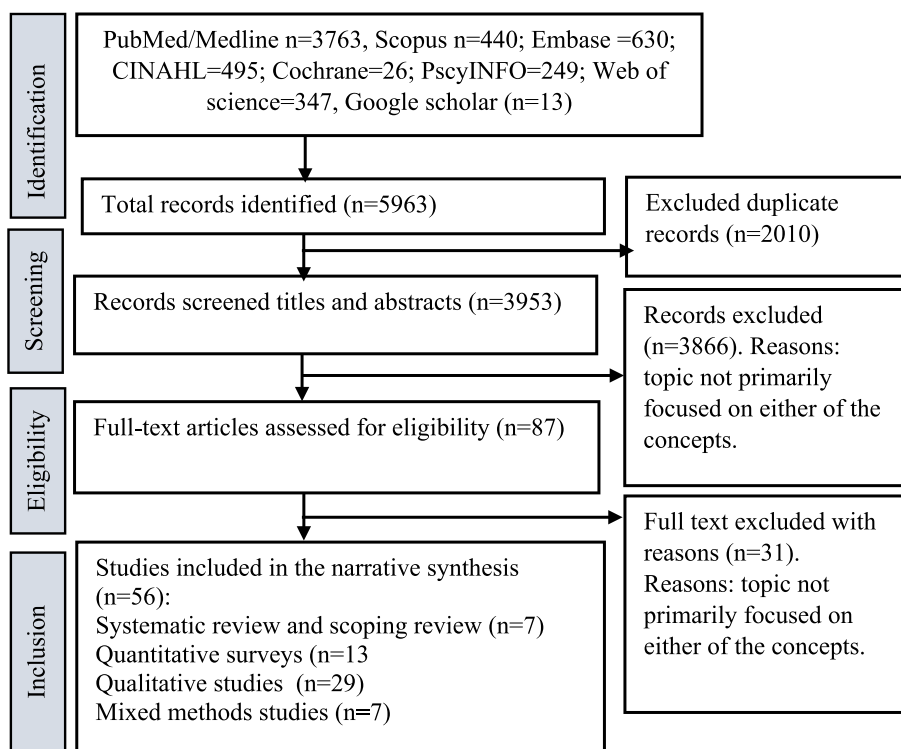 Identification
PubMed/Medline n=3763, Scopus n=440; Embase =630;
CINAHL=495; Cochrane=26; PscyINFO=249; Web of
science=347, Google scholar (n=13)
Total records identified (n=5963)
Excluded duplicate
records (n=2010)
Screening
Records screened titles and abstracts (n=3953)
Records excluded
(n=3866). Reasons:
topic not primarily
focused on either of the
concepts.
Eligibility
Full-text articles assessed for eligibility (n=87)
Full text excluded with
reasons (n=31).
Reasons: topic not
primarily focused on
either of the concepts.
Inclusion
Studies included in the narrative synthesis
(n=56):
Systematic review and scoping review (n=7)
Quantitative surveys (n=13
Qualitative studies (n=29)
Mixed methods studies (n=7)